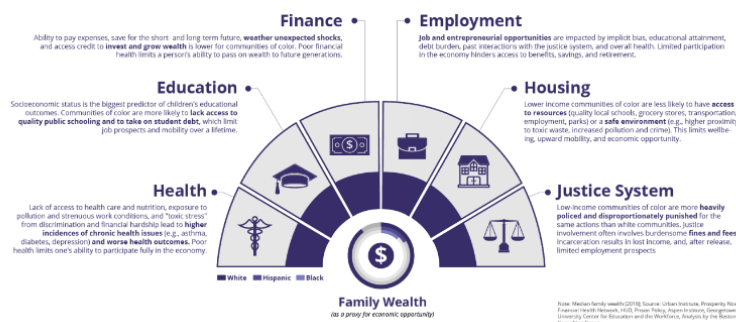 Finance
Ability to pay expenses, save for the short- and long-term future, weather unexpected shocks,
and access credit to invest and grow wealth is lower for communities of color. Poor financial
health limits a person's ability to pass on wealth to future generations.
Employment
Job and entrepreneurial opportunities are impacted by implicit bias, educational attainment,
debt burden, past interactions with the justice system, and overall health. Limited participation
in the economy hinders access to benefits, savings, and retirement.
Education
Socioeconomic status is the biggest predictor of children's educational
outcomes. Communities of color are more likely to lack access to
quality public schooling and to take on student debt, which limit
job prospects and mobility over a lifetime.
Housing
Lower income communities of color are less likely to have access
to resources (quality local schools, grocery stores, transportation,
employment, parks) or a safe environment (e.g., higher proximity
to toxic waste, increased pollution and crime). This limits wellbe-
ing, upward mobility, and economic opportunity.
Health
Lack of access to health care and nutrition, exposure to
pollution and strenuous work conditions, and "toxic stress"
from discrimination and financial hardship lead to higher
incidences of chronic health issues (e.g., asthma,
diabetes, depression) and worse health outcomes. Poor
health limits one's ability to participate fully in the economy.
Justice System
Low-income communities of color are more heavily
policed and disproportionately punished for the
same actions than white communities. Justice
involvement often involves burdensome fines and fees.
Incarceration results in lost income, and, after release,
limited employment prospects
$
$
White Hispanic Black
Family Wealth
(as a proxy for economic opportunity)
Note: Median family wealth (2016); Source: Urban Institute, Prosperity Now
Financial Health Network, HUD, Prison Policy, Aspen Institute, Georgetown
University Center for Education and the Workforce, Analysis by the Boston